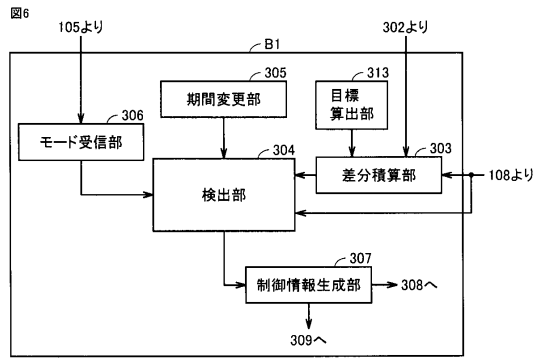 図6
105より
302より
B1
305
期間変更部
313
目標
算出部
306
モード受信部
304
検出部
303
差分積算部
108より
307
制御情報生成部
308へ
309へ